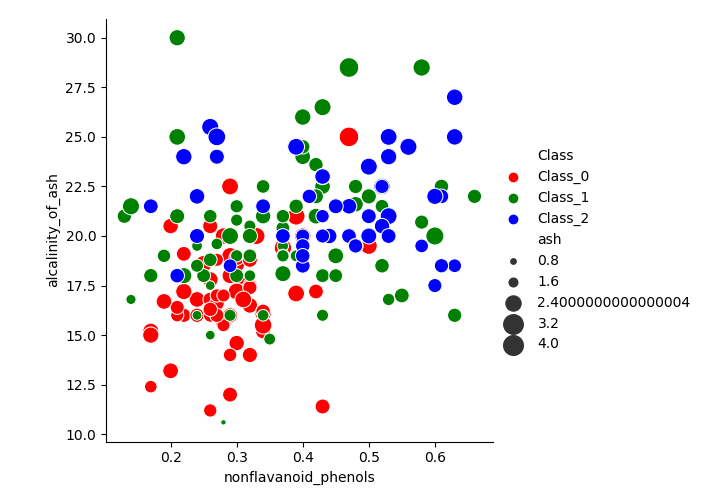 30.0
27.5
25.0
22.5
20.0
17.5
15.0
12.5
10.0
alcalinity_of_ash
0.2 0.3 0.4 0.5 0.6
nonflavanoid_phenols
Class
Class_0
Class_1
Class_2
ash
0.8
1.6
2.4000000000000004
3.2
4.0